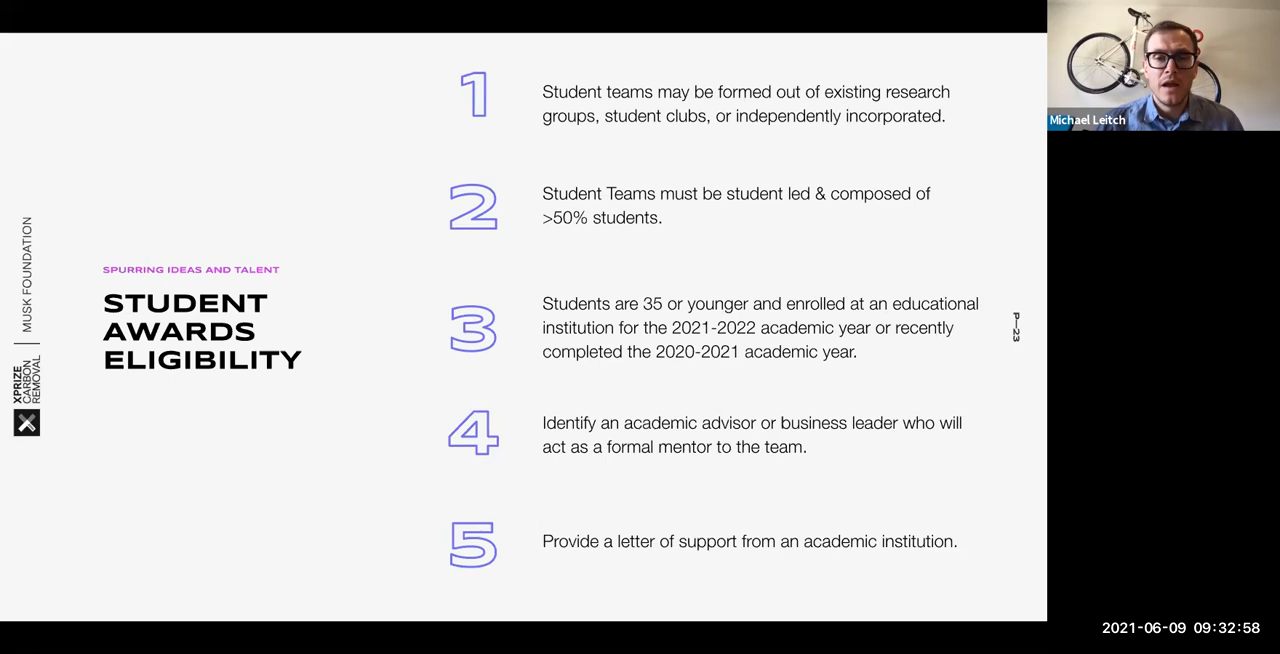 MUSK FOUNDATION
XPRIZE
CARBON
REMOVAL
SPURRING IDEAS AND TALENT
STUDENT
AWARDS
ELIGIBILITY
1
Student teams may be formed out of existing research
groups, student clubs, or independently incorporated.
2
Student Teams must be student led & composed of
>50% students.
3
Students are 35 or younger and enrolled at an educational
institution for the 2021-2022 academic year or recently
completed the 2020-2021 academic year.
4
Identify an academic advisor or business leader who will
act as a formal mentor to the team.
5
Provide a letter of support from an academic institution.
P—23
Michael Leitch
2021-06-09 09:32:58